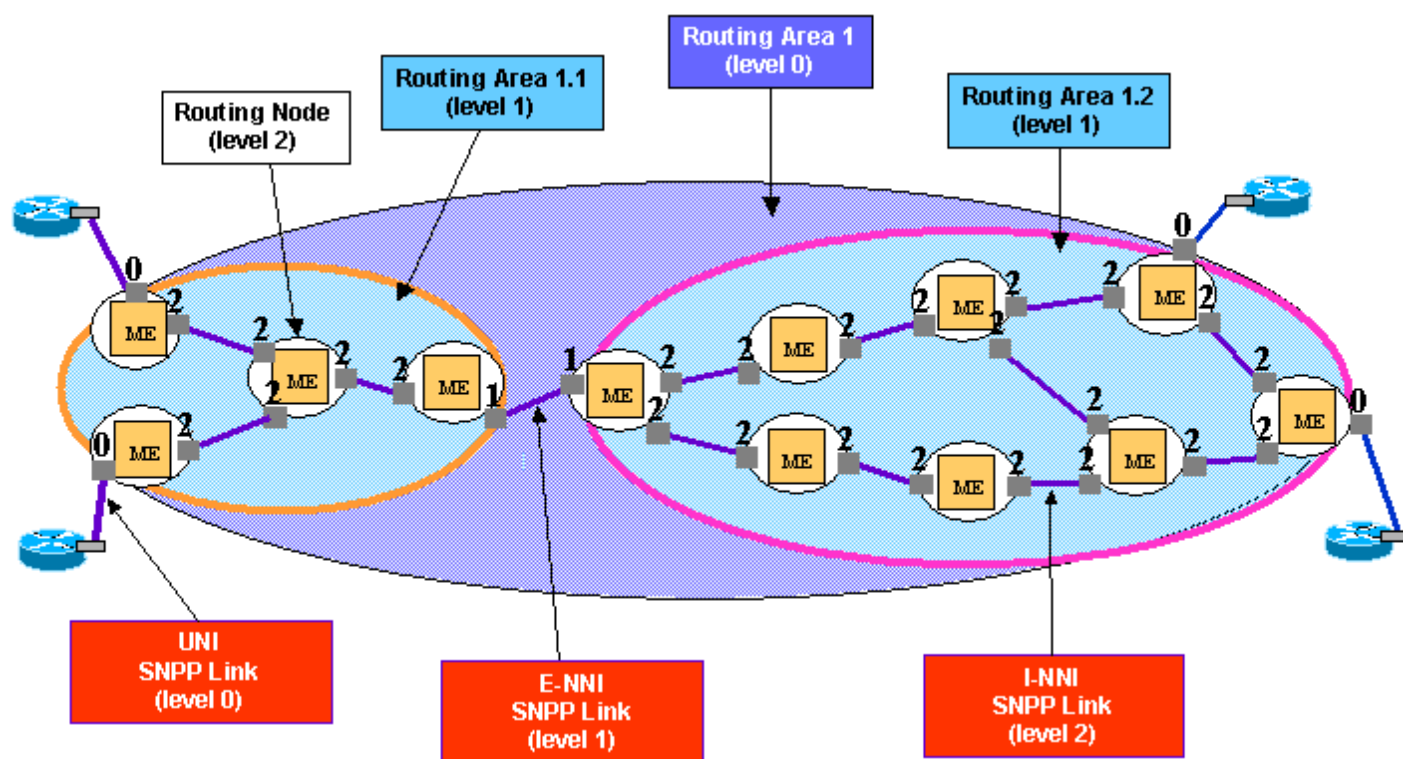 Routing Area 1
(level 0)
Routing Area 1.1
(level 1)
Routing Area 1.2
(level 1)
Routing Node
(level 2)
0
ME
2
2
ME
2
2
2
ME
1
0
ME
2
1
ME
2
2
2
ME
2
2
ME
2
2
2
ME
0
2
2
ME
0
2
2
ME
2
2
ME
2
2
ME
2
2
UNI
SNPP Link
(level 0)
E-NNI
SNPP Link
(level 1)
I-NNI
SNPP Link
(level 2)